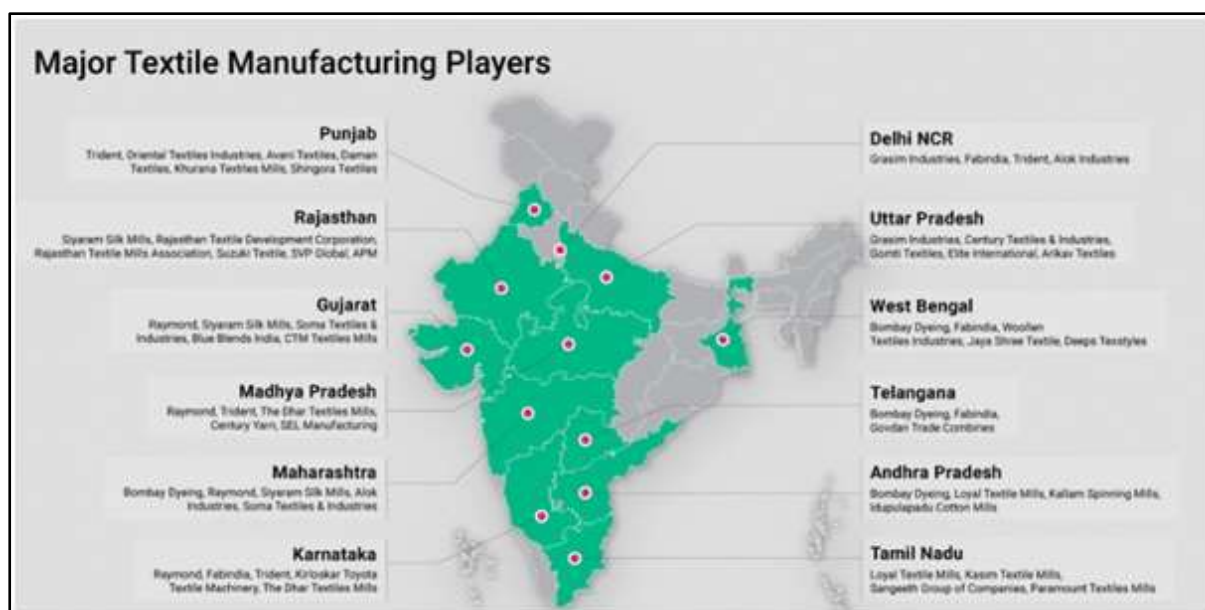 Major Textile Manufacturing Players
Punjab
Trident, Oriental Textiles Industries, Avani Textiles, Daman
Textiles, Khurana Textiles Mills, Shingora Textiles
Rajasthan
Siyaram Silk Mills, Rajasthan Textile Development Corporation,
Rajasthan Textile Mills Association, Suzuki Textile, SVP Global, APM
Gujarat
Raymond, Siyaram Silk Mills, Soma Textiles &
Industries, Blue Blends India, CTM Textiles Mills
Madhya Pradesh
Raymond, Trident, The Dhar Textiles Mills,
Century Yarn, SEL Manufacturing
Maharashtra
Bombay Dyeing, Raymond, Siyaram Silk Mills, Alok
Industries, Soma Textiles & Industries
Karnataka
Raymond, Fabindia, Trident, Kirloskar Toyota
Textile Machinery, The Dhar Textiles Mills
Delhi NCR
Grasim Industries, Fabindia, Trident, Alok Industries
Uttar Pradesh
Grasim Industries, Century Textiles & Industries,
Gomti Textiles, Elite International, Arikav Textiles
West Bengal
Bombay Dyeing, Fabindia, Woollen
Textiles Industries, Jaya Shree Textile, Deeps Texstyles
Telangana
Bombay Dyeing, Fabindia,
Govdan Trade Combines
Andhra Pradesh
Bombay Dyeing, Loyal Textile Mills, Kallam Spinning Mills,
Idupulapadu Cotton Mills
Tamil Nadu
Loyal Textile Mills, Kasim Textile Mills,
Sangeeth Group of Companies, Paramount Textiles Mills